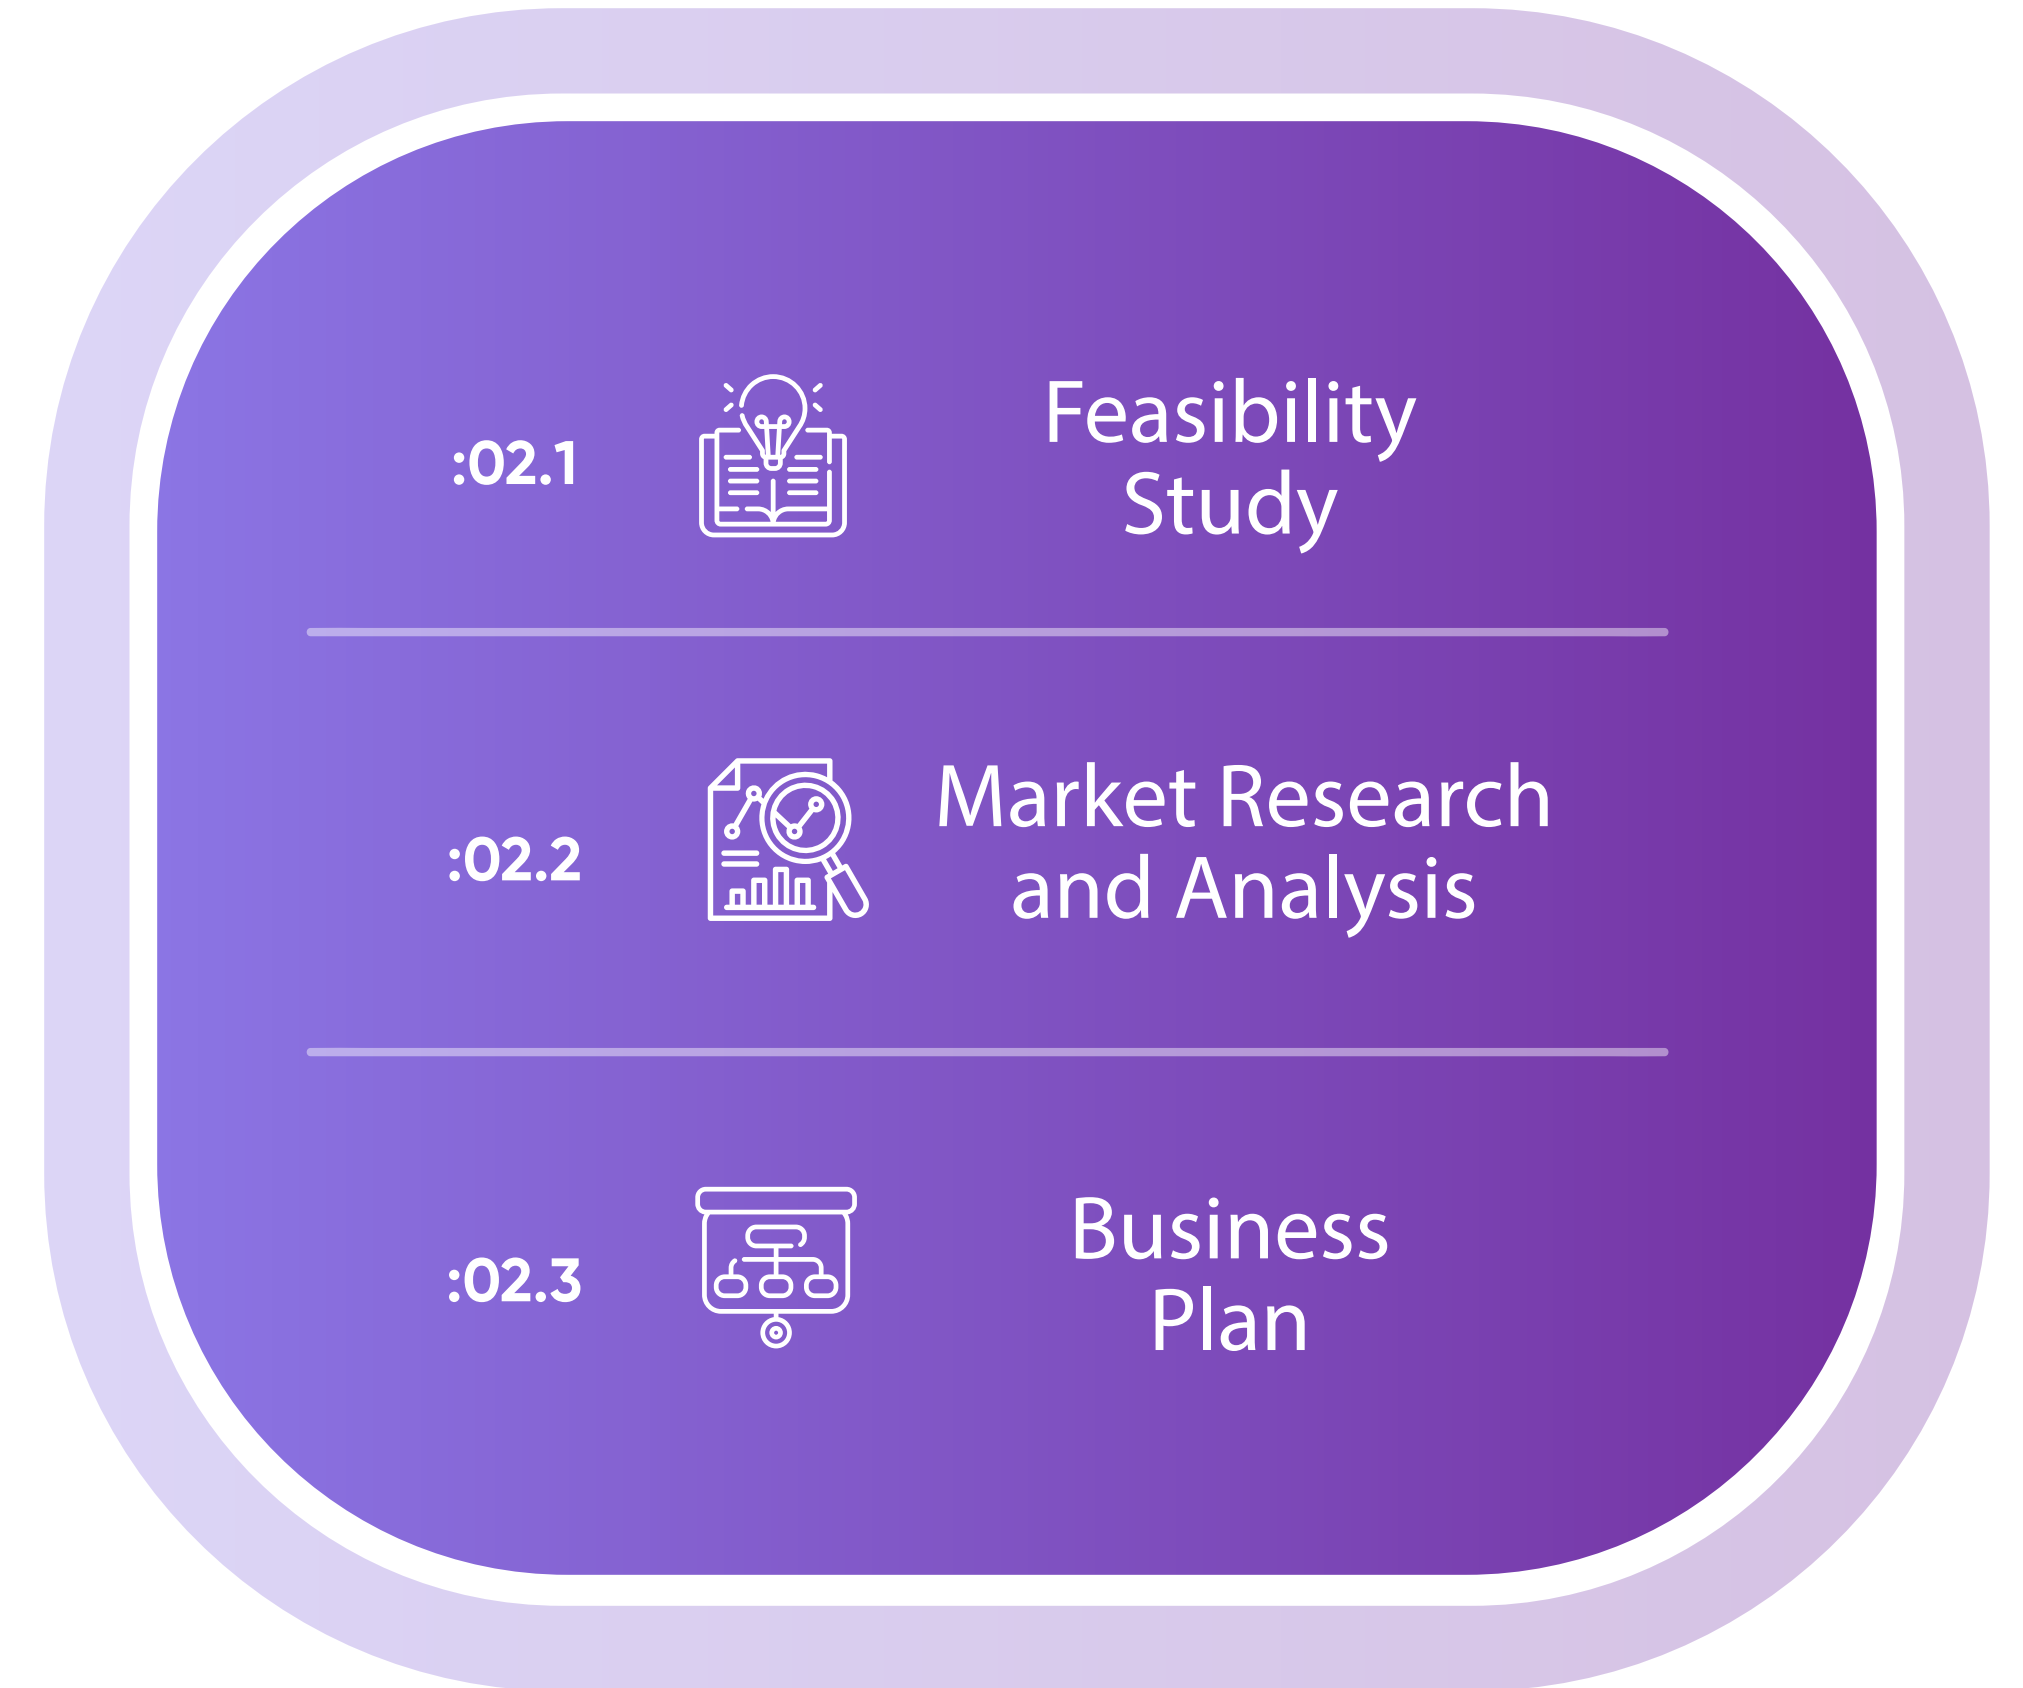 :02.1
Feasibility
Study
:02.2
Market Research
and Analysis
:02.3
Business
Plan